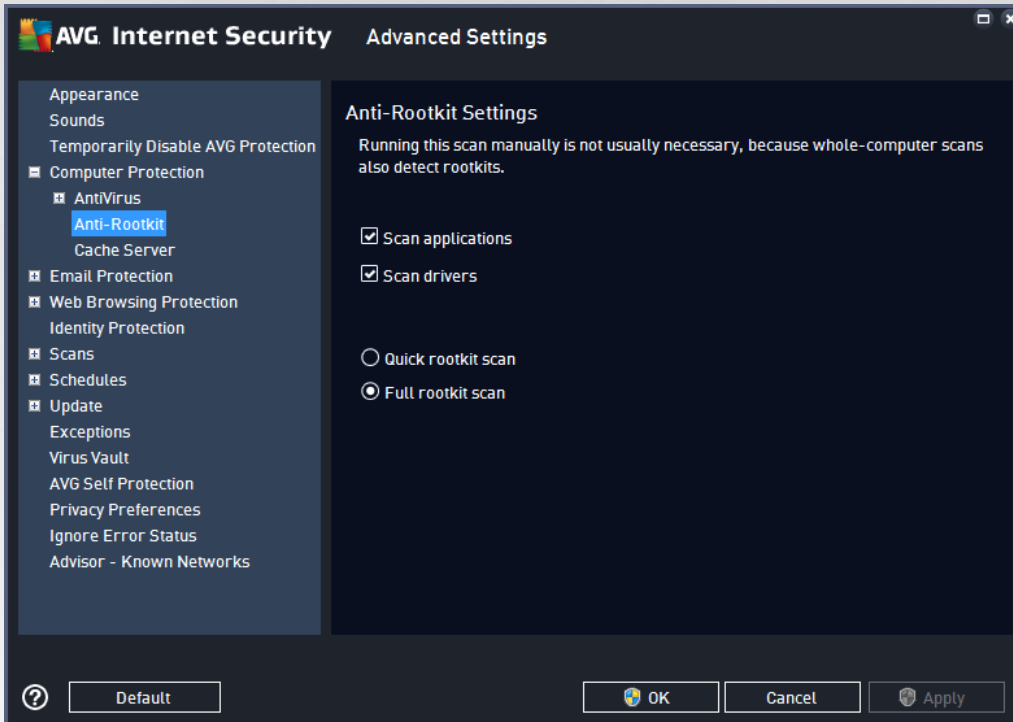 AVG. Internet Security Advanced Settings
Appearance
Sounds
Temporarily Disable AVG Protection
Computer Protection
AntiVirus
Anti-Rootkit
Cache Server
Email Protection
Web Browsing Protection
Identity Protection
Scans
Schedules
Update
Exceptions
Virus Vault
AVG Self Protection
Privacy Preferences
Ignore Error Status
Advisor - Known Networks
Anti-Rootkit Settings
Running this scan manually is not usually necessary, because whole-computer scans
also detect rootkits.
Scan applications
Scan drivers
Quick rootkit scan
Full rootkit scan
? Default OK Cancel Apply